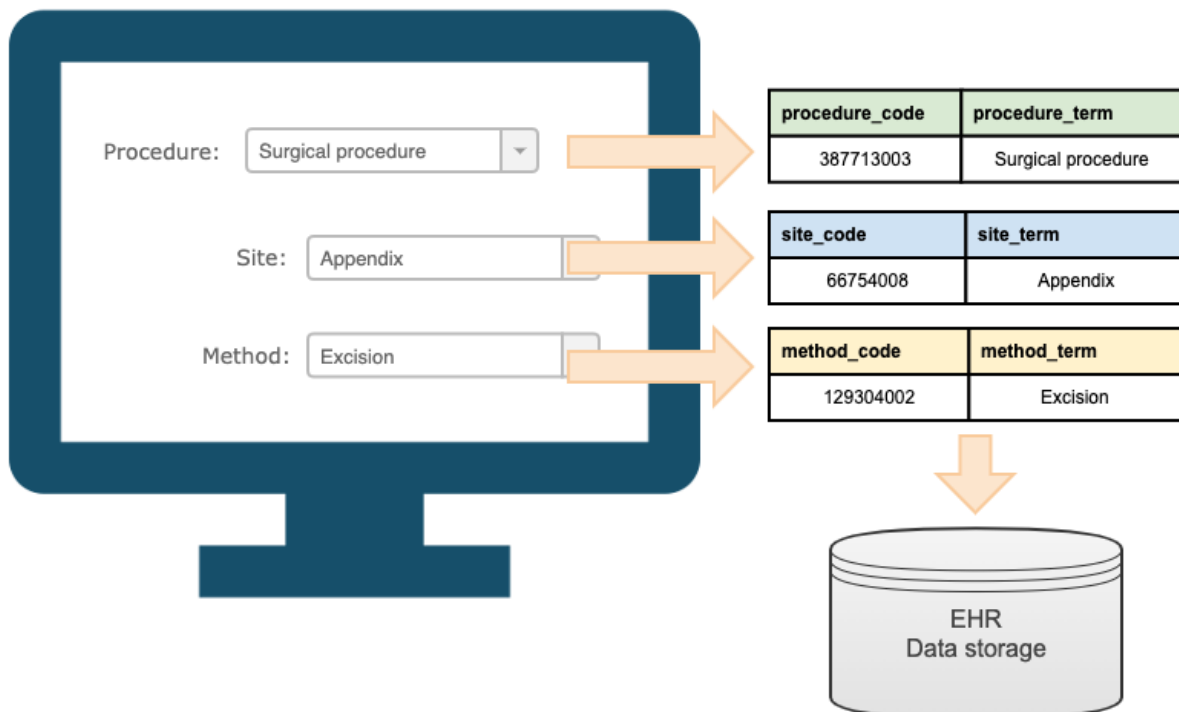 Procedure: Surgical procedure
procedure_code procedure_term
387713003 Surgical procedure
Site: Appendix
site_code site_term
66754008 Appendix
Method: Excision
method_code method_term
129304002 Excision
EHR
Data storage